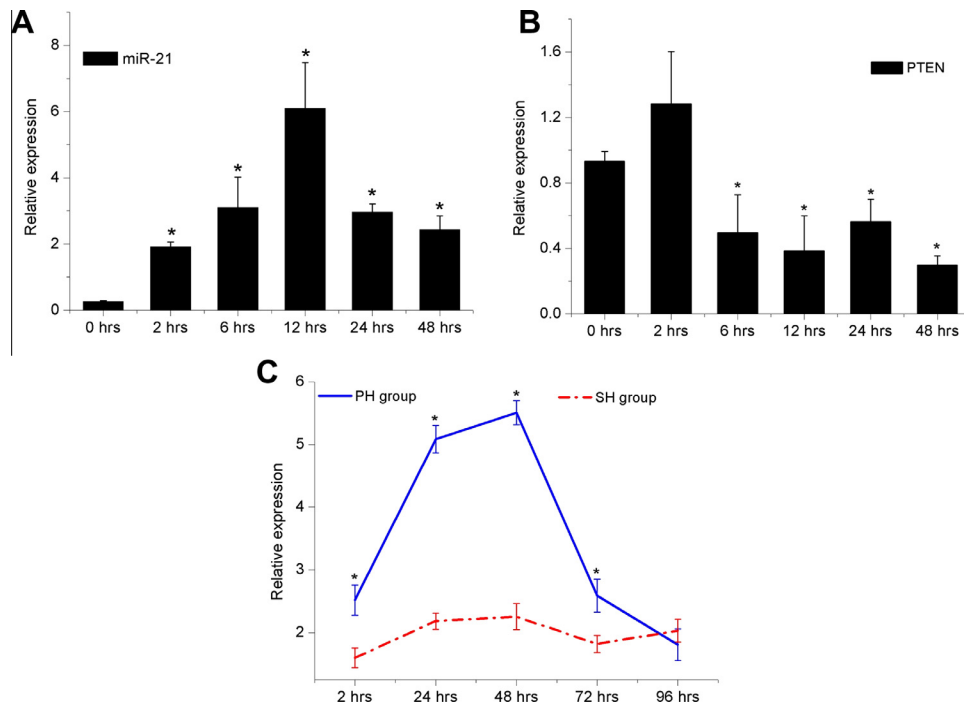 A
miR-21
Relative expression
8
6
4
2
0
*
*
*
*
*
0 hrs 2 hrs 6 hrs 12 hrs 24 hrs 48 hrs
B
PTEN
Relative expression
1.6
1.2
0.8
0.4
0.0
*
*
*
*
0 hrs 2 hrs 6 hrs 12 hrs 24 hrs 48 hrs
C
PH group SH group
Relative expression
6
5
4
3
2
*
*
*
*
2 hrs 24 hrs 48 hrs 72 hrs 96 hrs